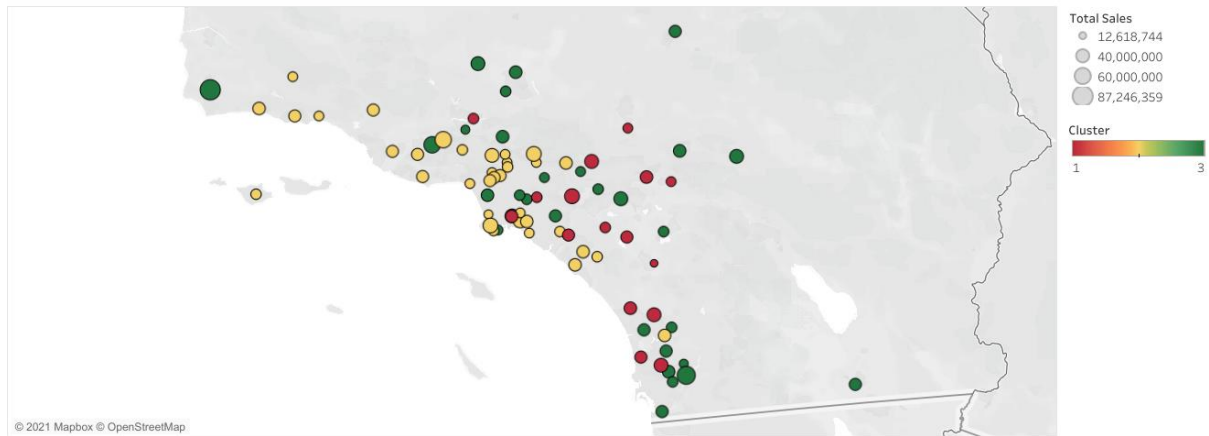 Total Sales
12,618,744
40,000,000
60,000,000
87,246,359
Cluster
1 3
© 2021 Mapbox © OpenStreetMap